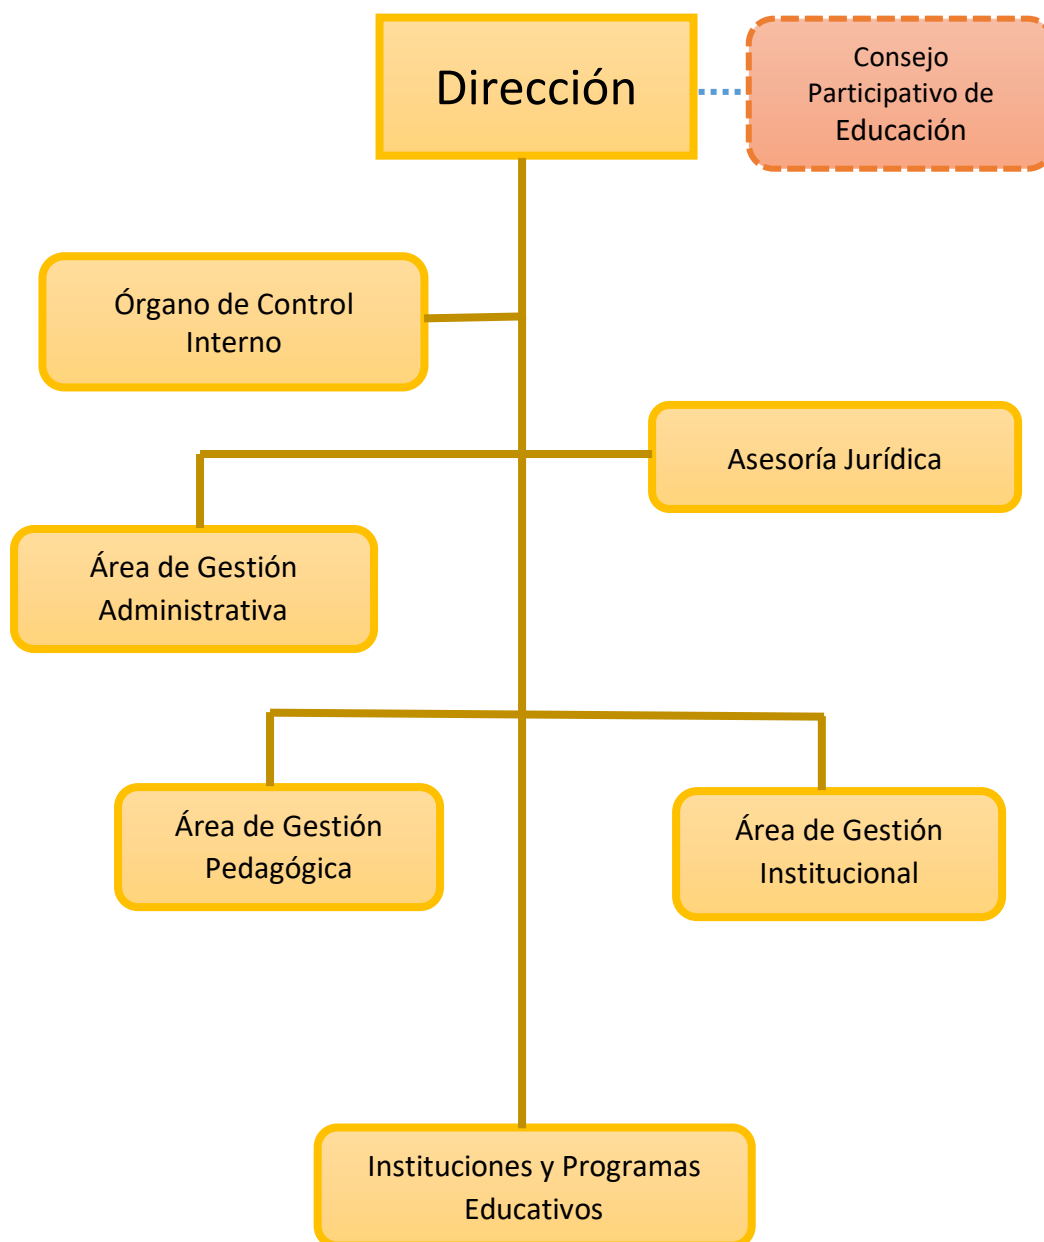 Dirección
Consejo
Participativo de
Educación
Órgano de Control
Interno
Asesoría Jurídica
Área de Gestión
Administrativa
Área de Gestión
Pedagógica
Área de Gestión
Institucional
Instituciones y Programas
Educativos